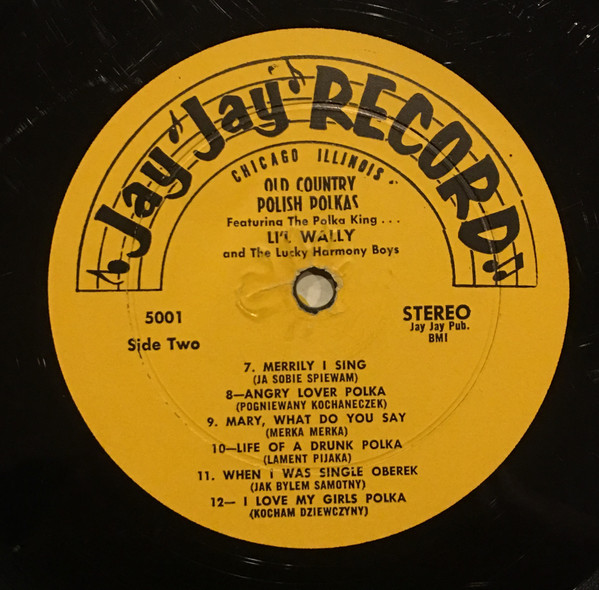 Jay Jay RECORD
CHICAGO ILLINOIS
OLD COUNTRY
POLISH POLKAS
Featuring The Polka King . . .
LI'L WALLY
and The Lucky Harmony Boys
5001
Side Two
STEREO
Jay Jay Pub.
BMI
7. MERRILY I SING
(JA SOBIE SPIEWAM)
8—ANGRY LOVER POLKA
(POGNIEWANY KOCHANECZEK)
9. MARY, WHAT DO YOU SAY
(MERKA MERKA)
10—LIFE OF A DRUNK POLKA
(LAMENT PIJAKA)
11. WHEN I WAS SINGLE OBEREK
(JAK BYLEM SAMOTNY)
12— I LOVE MY GIRLS POLKA
(KOCHAM DZIEWCZYNY)